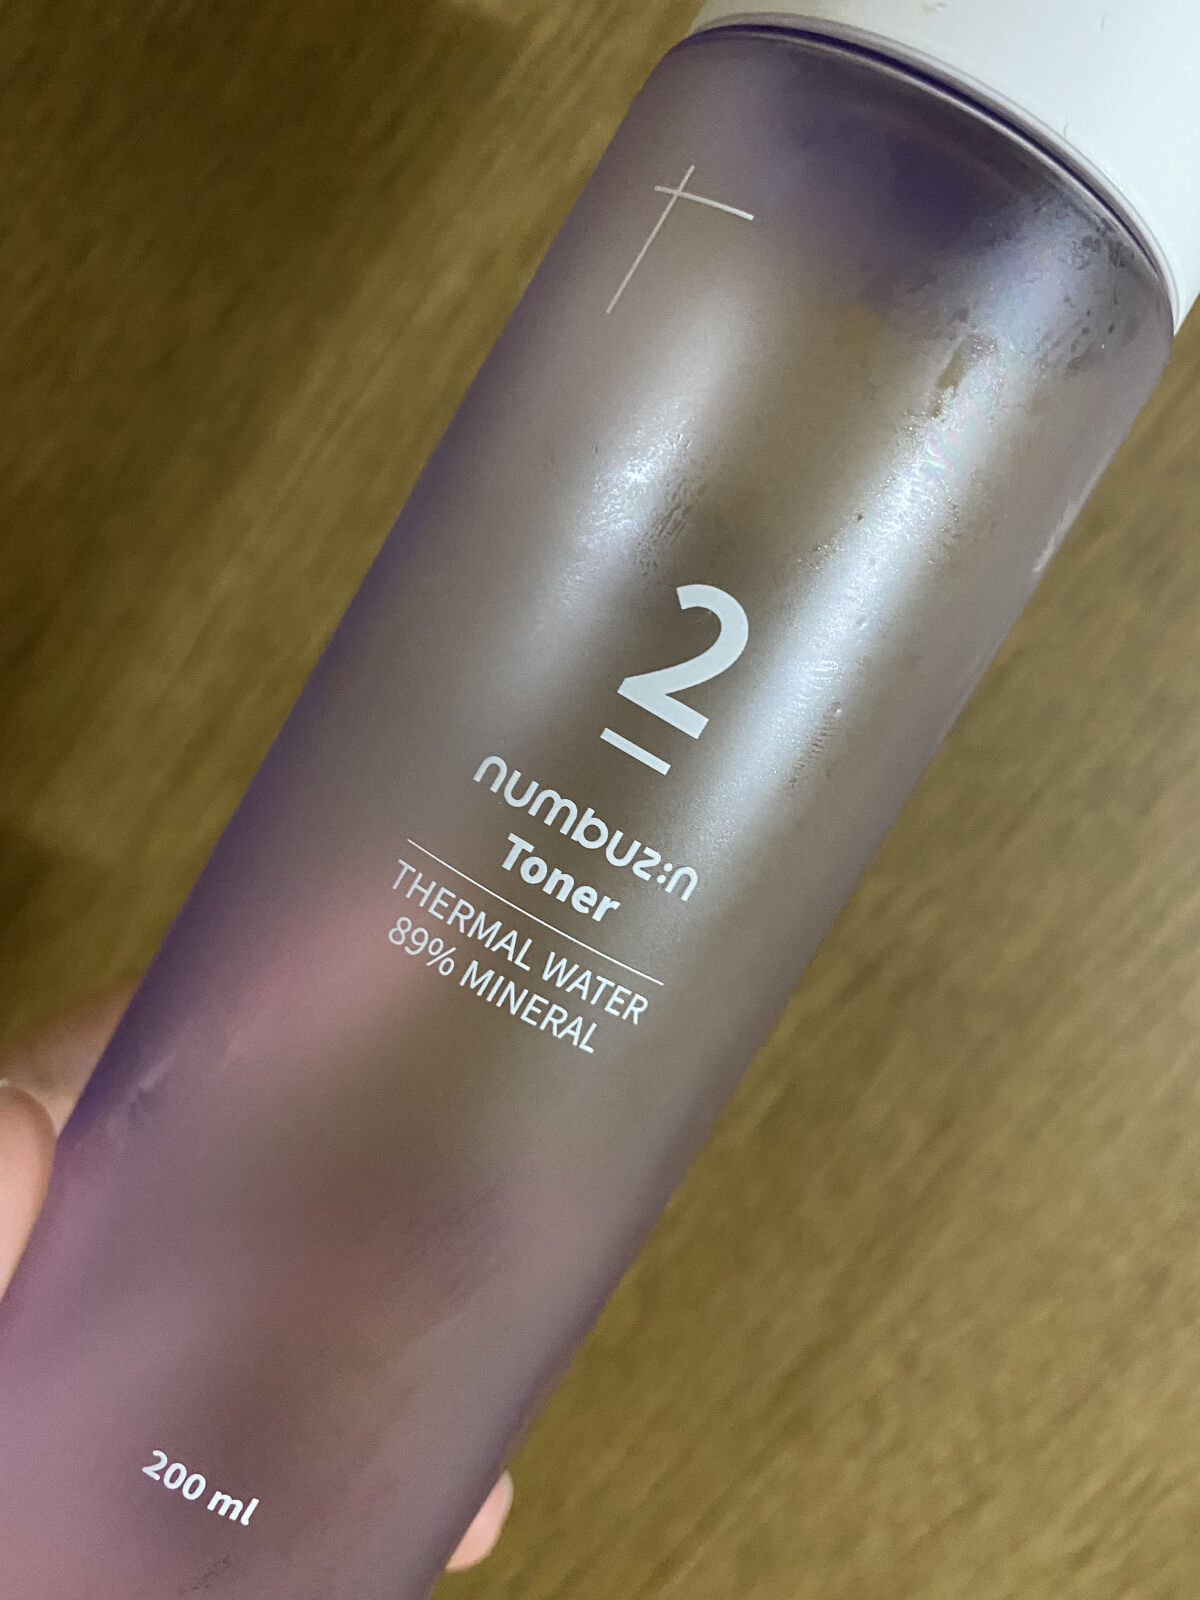 2
numbuz:n
Toner
THERMAL WATER
89% MINERAL
200 ml